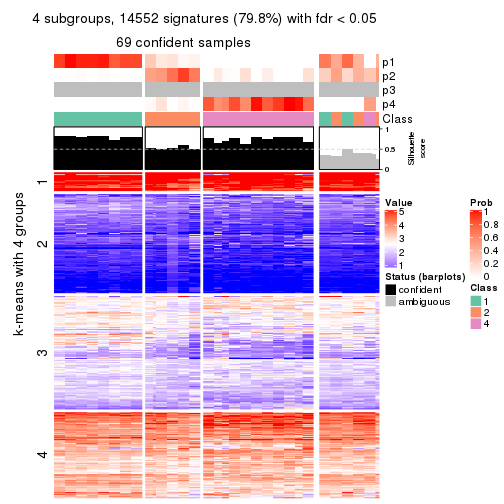 4 subgroups, 14552 signatures (79.8%) with fdr < 0.05
69 confident samples
p1
p2
p3
p4
Class
1
0.5
0
Silhouette
score
k-means with 4 groups
1
2
3
4
Value
5
4
3
2
1
Status (barplots)
confident
ambiguous
Prob
1
0.8
0.6
0.4
0.2
0
Class
1
2
4